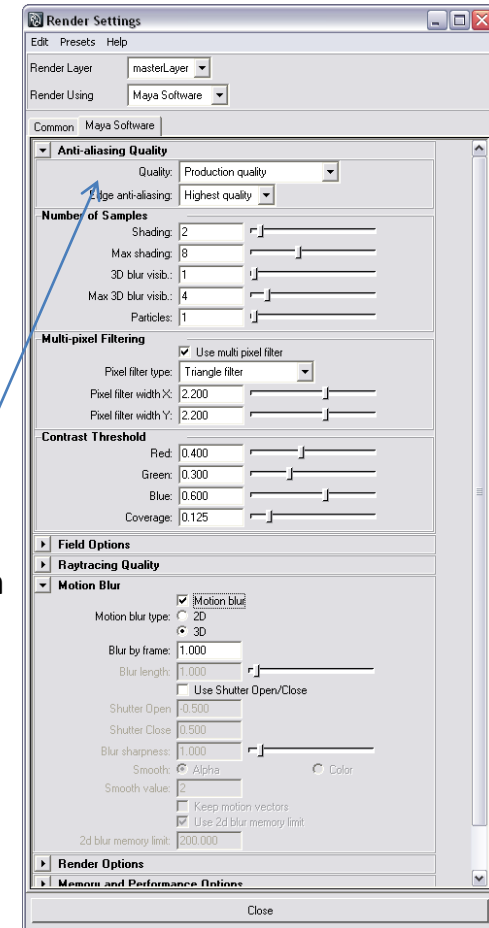 Render Settings
Edit Presets Help
Render Layer masterLayer
Render Using Maya Software
Common Maya Software
Anti-aliasing Quality
Quality: Production quality
Edge anti-aliasing: Highest quality
Number of Samples
Shading: 2
Max shading: 8
3D blur visib.: 1
Max 3D blur visib.: 4
Particles: 1
Multi-pixel Filtering
Use multi pixel filter
Pixel filter type: Triangle filter
Pixel filter width X: 2.200
Pixel filter width Y: 2.200
Contrast Threshold
Red: 0.400
Green: 0.300
Blue: 0.600
Coverage: 0.125
Field Options
Raytracing Quality
Motion Blur
Motion blur
Motion blur type: 2D
3D
Blur by frame: 1.000
Blur length: 1.000
Use Shutter Open/Close
Shutter Open -0.500
Shutter Close 0.500
Blur sharpness: 1.000
Smooth: Alpha Color
Smooth value: 2
Keep motion vectors
Use 2d blur memory limit
2d blur memory limit: 200.000
Render Options
Memory and Performance Options
Close